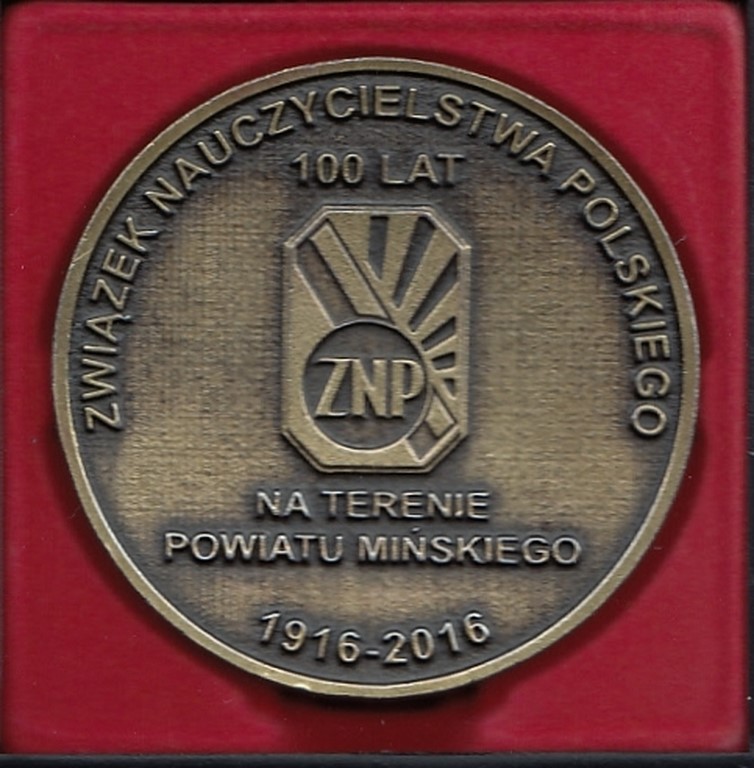 ZWIĄZEK NAUCZYCIELSTWA POLSKIEGO
100 LAT
ZNP
NA TERENIE
POWIATU MIŃSKIEGO
1916-2016